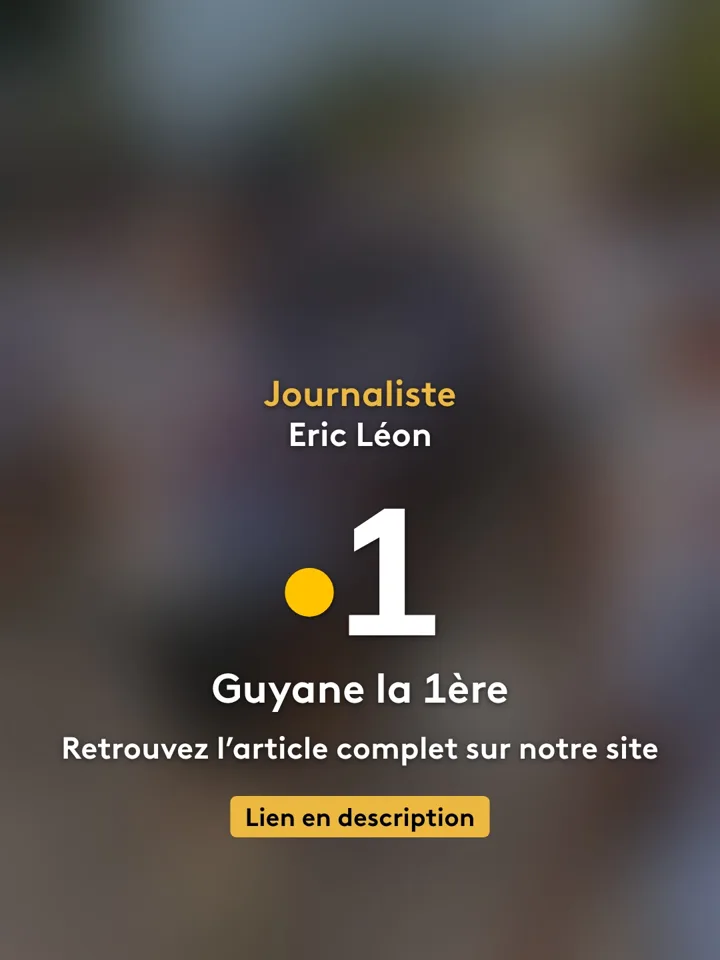 Journaliste
Eric Léon
1
Guyane la 1ère
Retrouvez l’article complet sur notre site
Lien en description